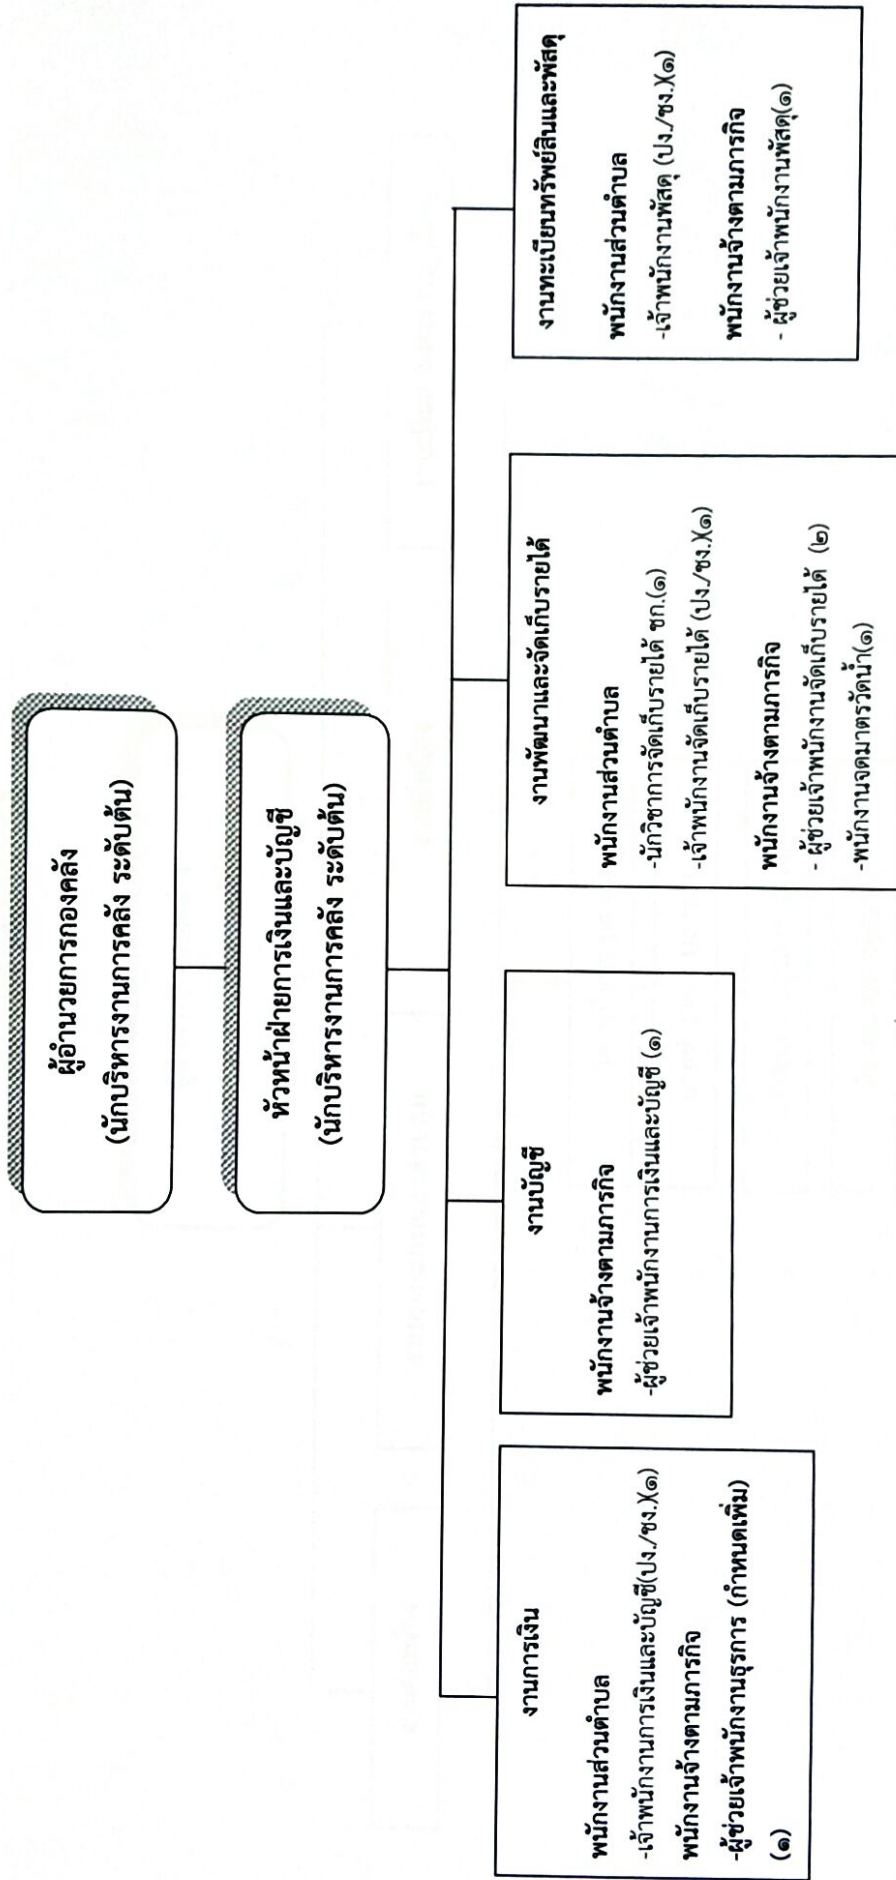 ผู้อำนวยการกองคลัง
(นักบริหารงานการคลัง ระดับต้น)
หัวหน้าฝ่ายการเงินและบัญชี
(นักบริหารงานการคลัง ระดับต้น)
งานการเงิน
พนักงานส่วนตำบล
-เจ้าพนักงานการเงินและบัญชี(ปง./ชง.)(๑)
พนักงานจ้างตามภารกิจ
-ผู้ช่วยเจ้าพนักงานธุรการ (กำหนดเพิ่ม)
(๑)
งานบัญชี
พนักงานจ้างตามภารกิจ
-ผู้ช่วยเจ้าพนักงานการเงินและบัญชี (๑)
งานพัฒนาและจัดเก็บรายได้
พนักงานส่วนตำบล
-นักวิชาการจัดเก็บรายได้ ชก.(๑)
-เจ้าพนักงานจัดเก็บรายได้ (ปง./ชง.)(๑)
พนักงานจ้างตามภารกิจ
- ผู้ช่วยเจ้าพนักงานจัดเก็บรายได้ (๒)
-พนักงานจดมาตรวัดน้ำ(๑)
งานทะเบียนทรัพย์สินและพัสดุ
พนักงานส่วนตำบล
-เจ้าพนักงานพัสดุ (ปง./ชง.)(๑)
พนักงานจ้างตามภารกิจ
- ผู้ช่วยเจ้าพนักงานพัสดุ(๑)